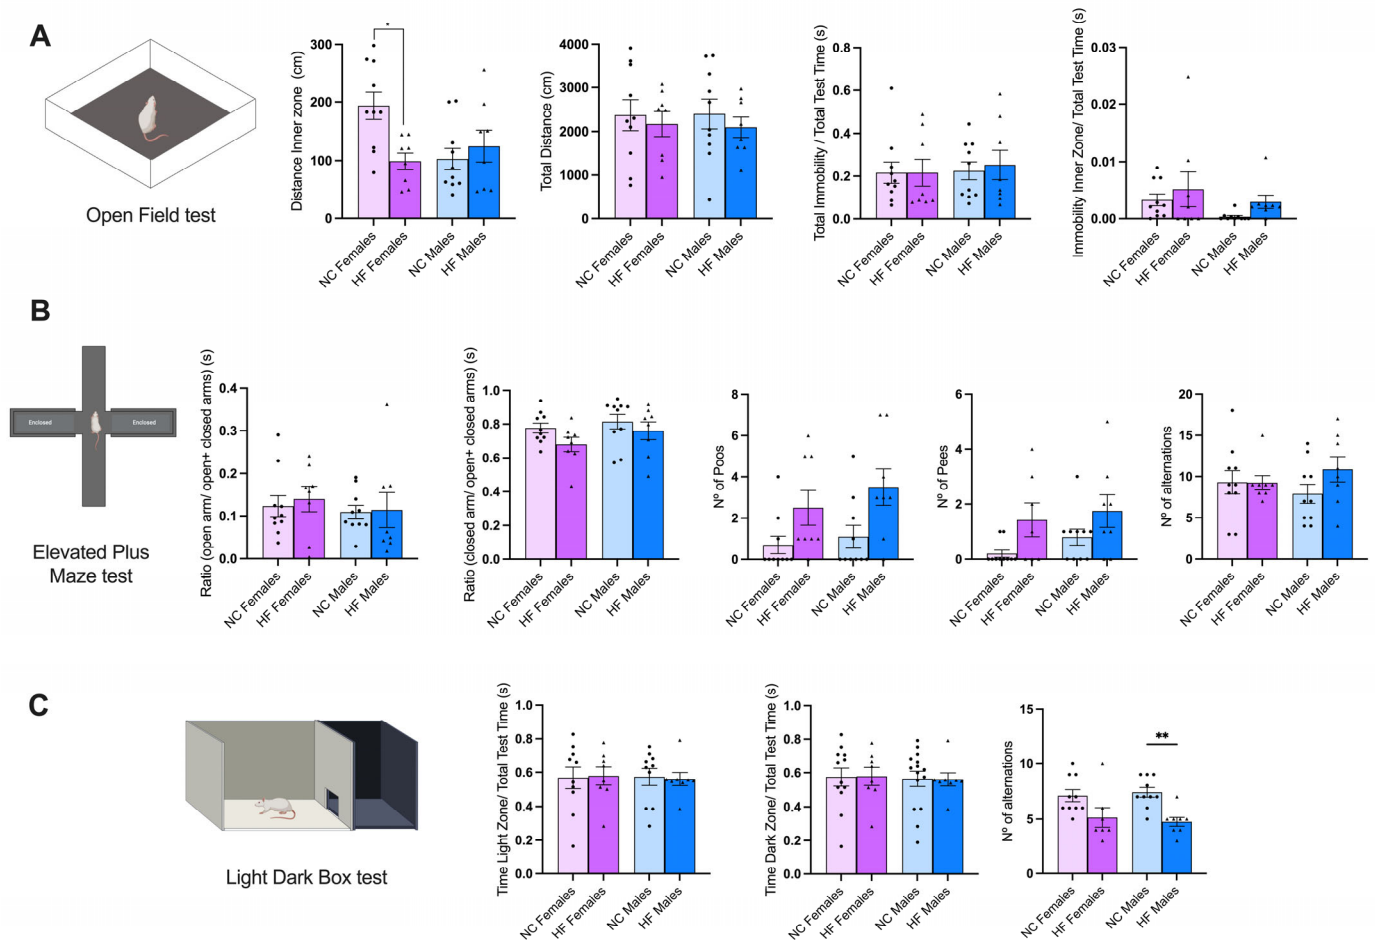 A
Open Field test
Distance Inner zone (cm)
300
200
100
0
*
NC Females
HF Females
NC Males
HF Males
Total Distance (cm)
4000
3000
2000
1000
0
NC Females
HF Females
NC Males
HF Males
Total Immobility / Total Test Time (s)
0.8
0.6
0.4
0.2
0.0
NC Females
HF Females
NC Males
HF Males
Immobility Inner Zone/ Total Test Time (s)
0.03
0.02
0.01
0.00
NC Females
HF Females
NC Males
HF Males
B
Enclosed
Enclosed
Elevated Plus
Maze test
Ratio (open arm/ open+ closed arms) (s)
0.4
0.3
0.2
0.1
0.0
NC Females
HF Females
NC Males
HF Males
Ratio (closed arm/ open+ closed arms) (s)
1.0
0.8
0.6
0.4
0.2
0.0
NC Females
HF Females
NC Males
HF Males
Nº of Poos
8
6
4
2
0
NC Females
HF Females
NC Males
HF Males
Nº of Pees
6
4
2
0
NC Females
HF Females
NC Males
HF Males
Nº of alternations
20
15
10
5
0
NC Females
HF Females
NC Males
HF Males
C
Light Dark Box test
Time Light Zone/ Total Test Time (s)
1.0
0.8
0.6
0.4
0.2
0.0
NC Females
HF Females
NC Males
HF Males
Time Dark Zone/ Total Test Time (s)
1.0
0.8
0.6
0.4
0.2
0.0
NC Females
HF Females
NC Males
HF Males
Nº of alternations
15
10
5
0
**
NC Females
HF Females
NC Males
HF Males